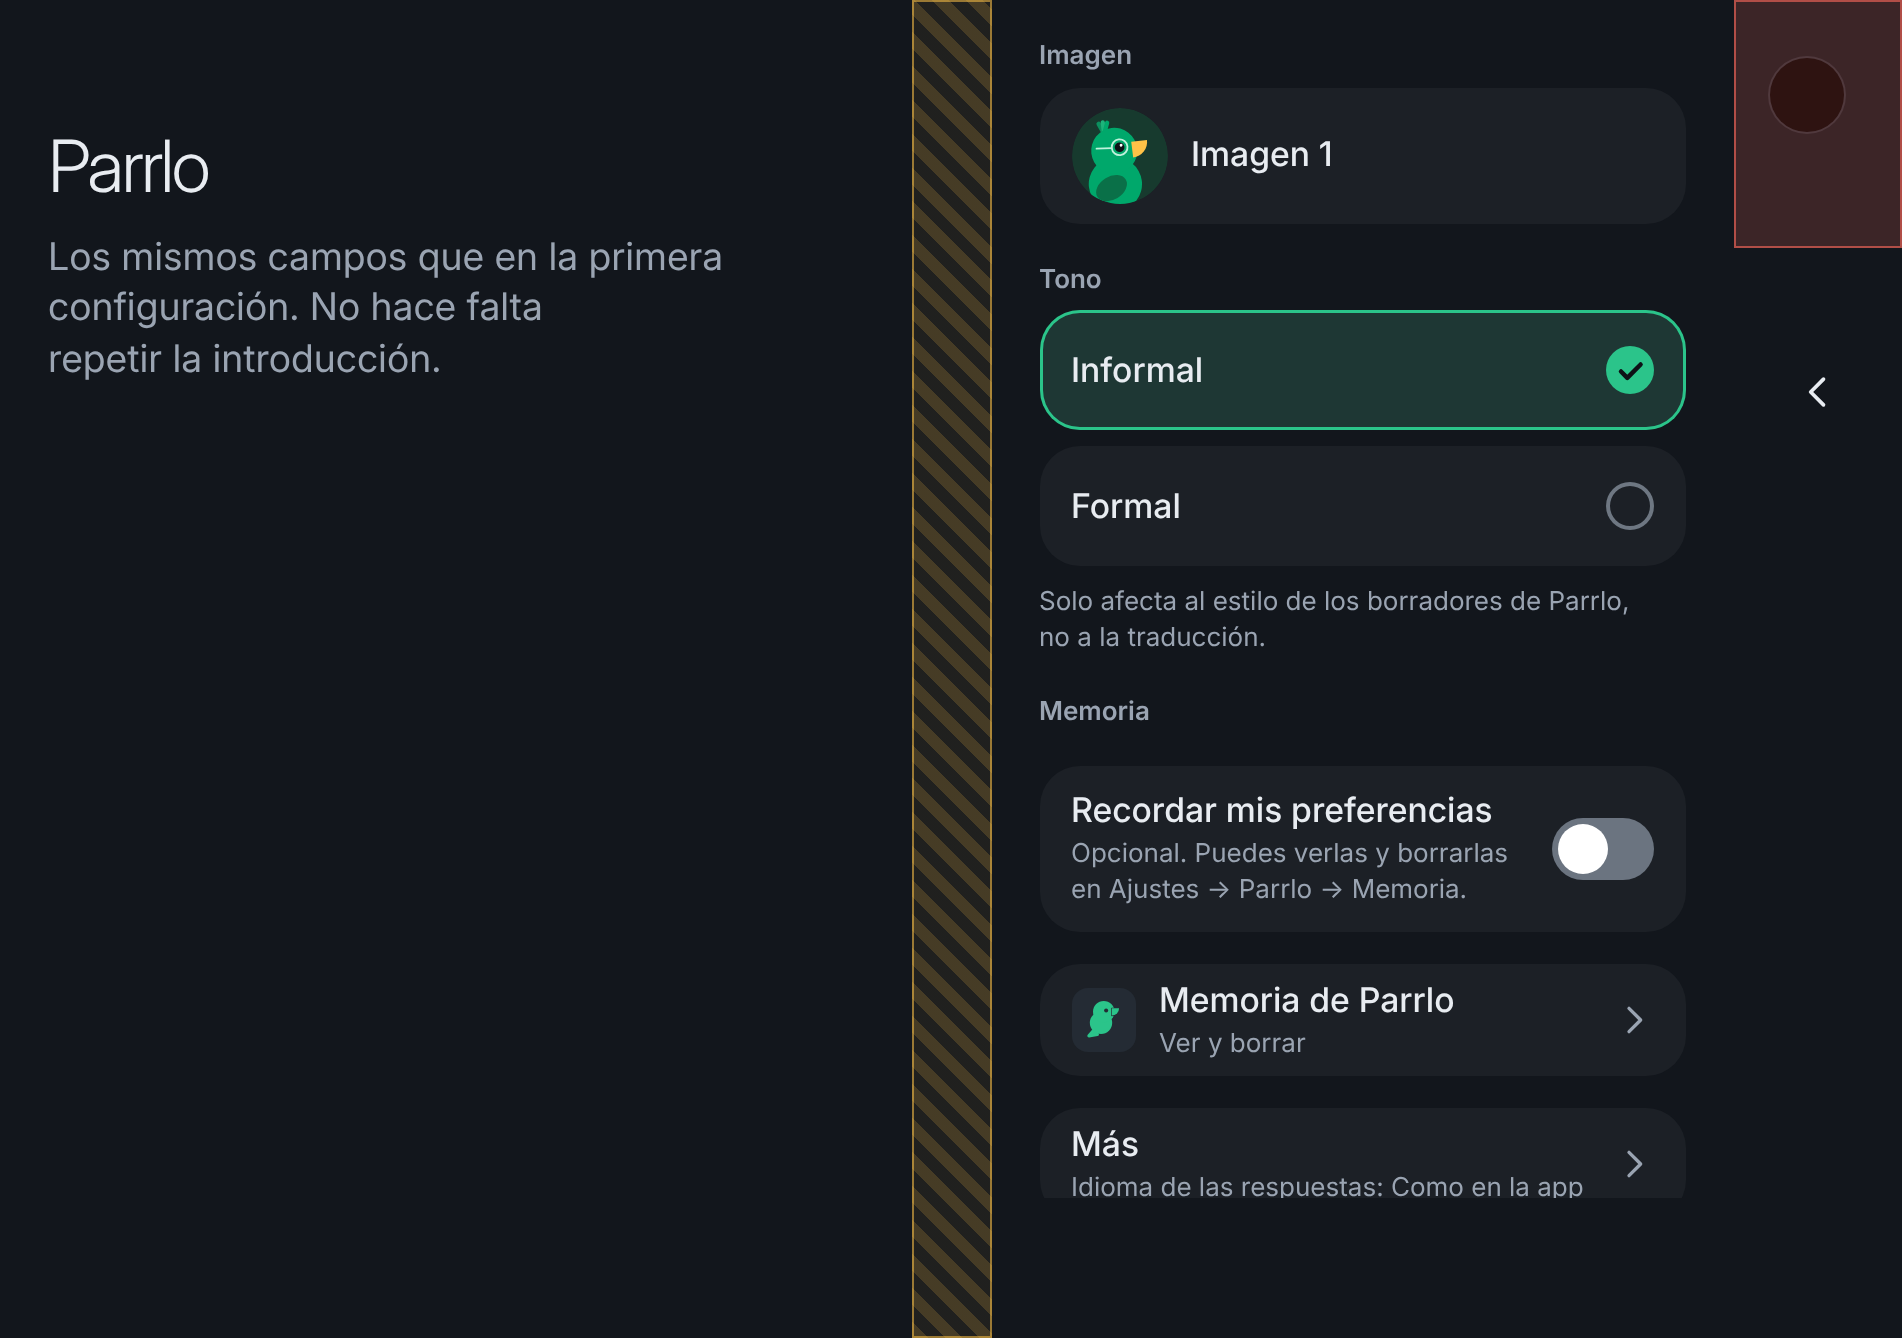 Parrlo
Los mismos campos que en la primera
configuración. No hace falta
repetir la introducción.
Imagen
Imagen 1
Tono
Informal
Formal
Solo afecta al estilo de los borradores de Parrlo,
no a la traducción.
Memoria
Recordar mis preferencias
Opcional. Puedes verlas y borrarlas
en Ajustes → Parrlo → Memoria.
Memoria de Parrlo
Ver y borrar
Más
Idioma de las respuestas: Como en la app